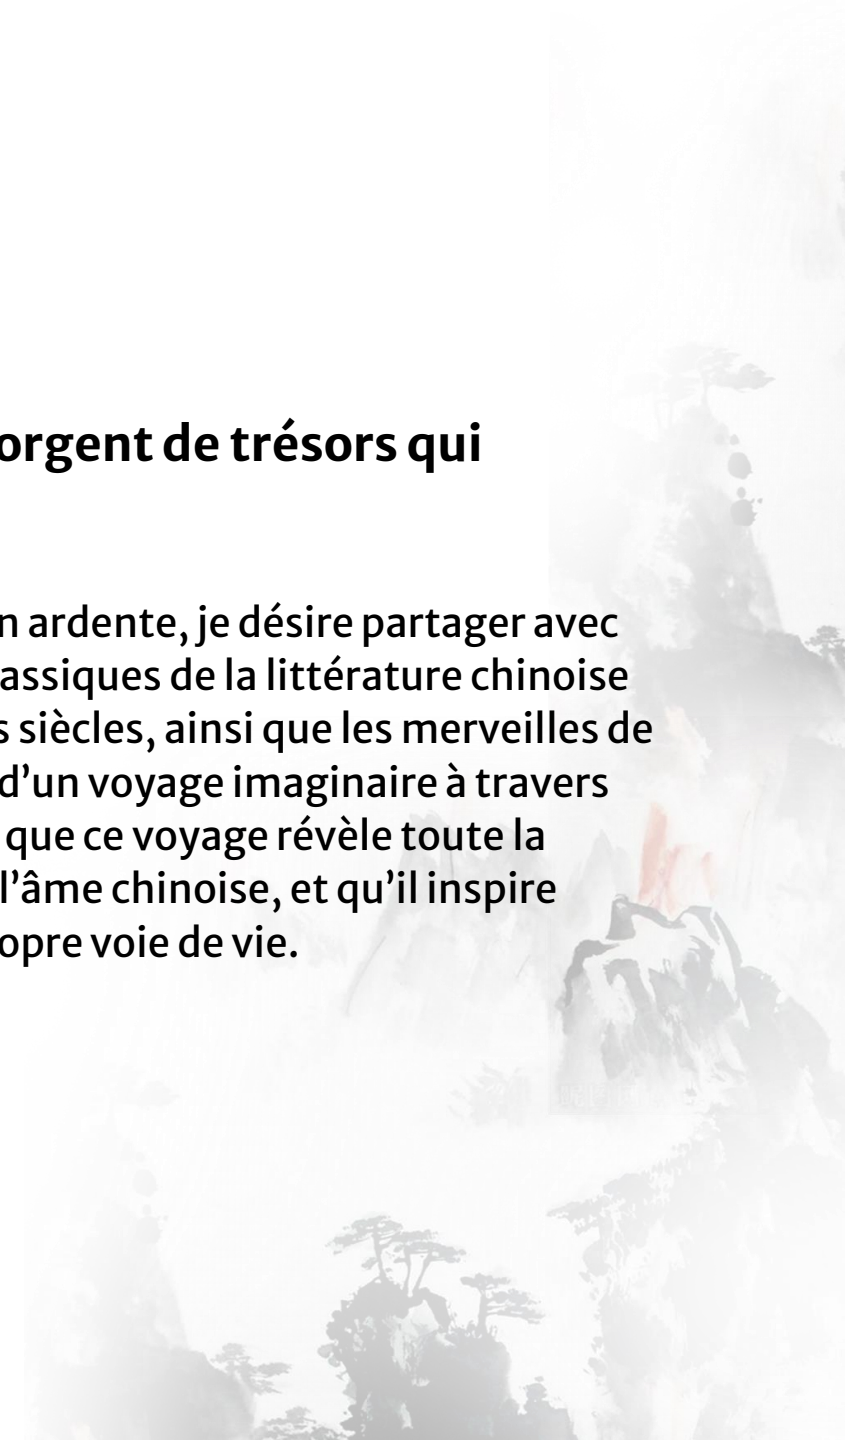 orgent de trésors qui
n ardente, je désire partager avec
assiques de la littérature chinoise
s siècles, ainsi que les merveilles de
d’un voyage imaginaire à travers
que ce voyage révèle toute la
l’âme chinoise, et qu’il inspire
opre voie de vie.